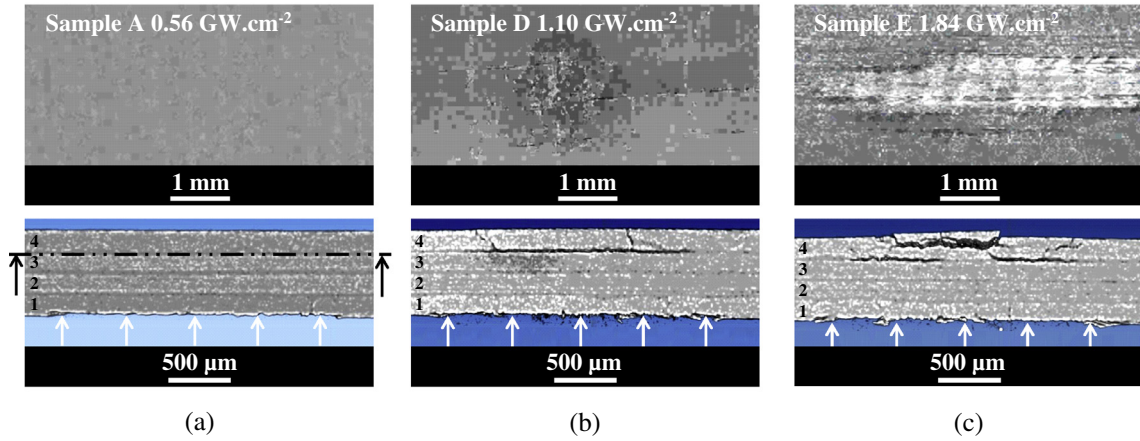 Sample A 0.56 GW.cm-2
Sample D 1.10 GW.cm-2
Sample E 1.84 GW.cm-2
1 mm
1 mm
1 mm
4
3
2
1
4
3
2
1
4
3
2
1
500 µm
500 µm
500 µm
(a)
(b)
(c)